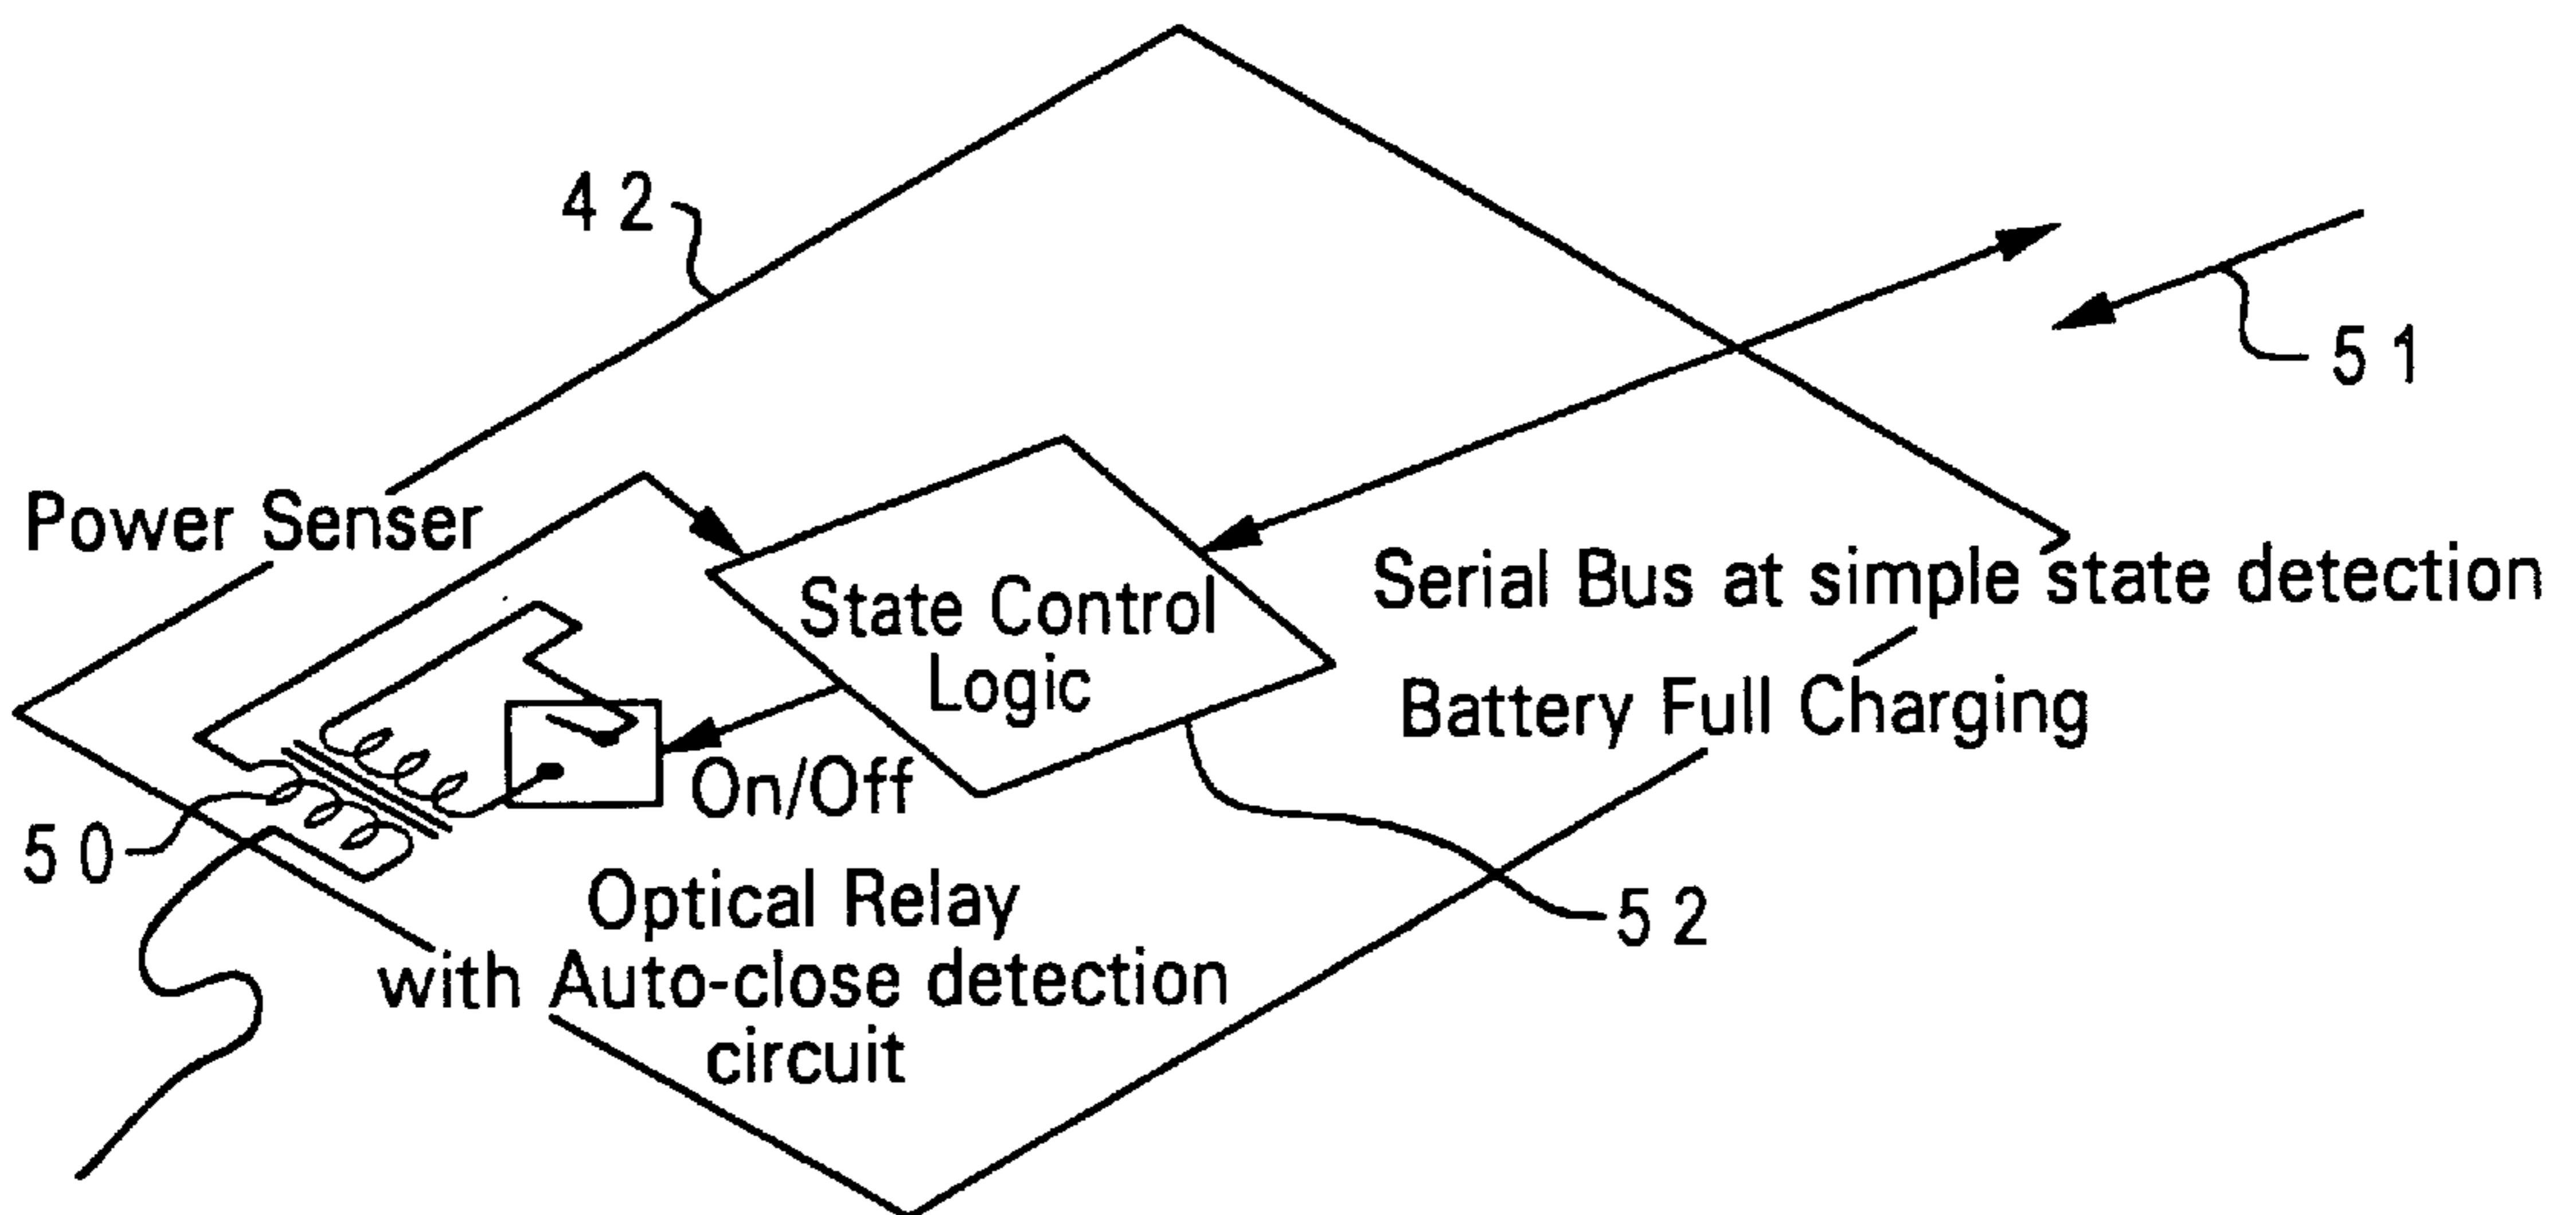 42
51
Power Senser
State Control
Logic
Serial Bus at simple state detection
Battery Full Charging
On/Off
50
Optical Relay
with Auto-close detection
circuit
52